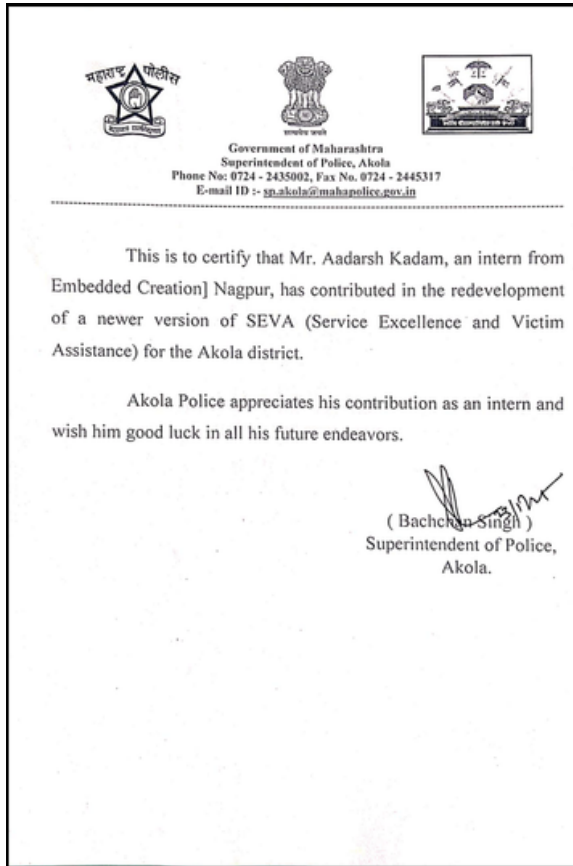 महाराष्ट्र पोलीस
सत्यमेव जयते
Government of Maharashtra
Superintendent of Police, Akola
Phone No: 0724 - 2435002, Fax No. 0724 - 2445317
E-mail ID :- sp.akola@mahapolice.gov.in
This is to certify that Mr. Aadarsh Kadam, an intern from
Embedded Creation] Nagpur, has contributed in the redevelopment
of a newer version of SEVA (Service Excellence and Victim
Assistance) for the Akola district.
Akola Police appreciates his contribution as an intern and
wish him good luck in all his future endeavors.
( Bachchan Singh )
Superintendent of Police,
Akola.